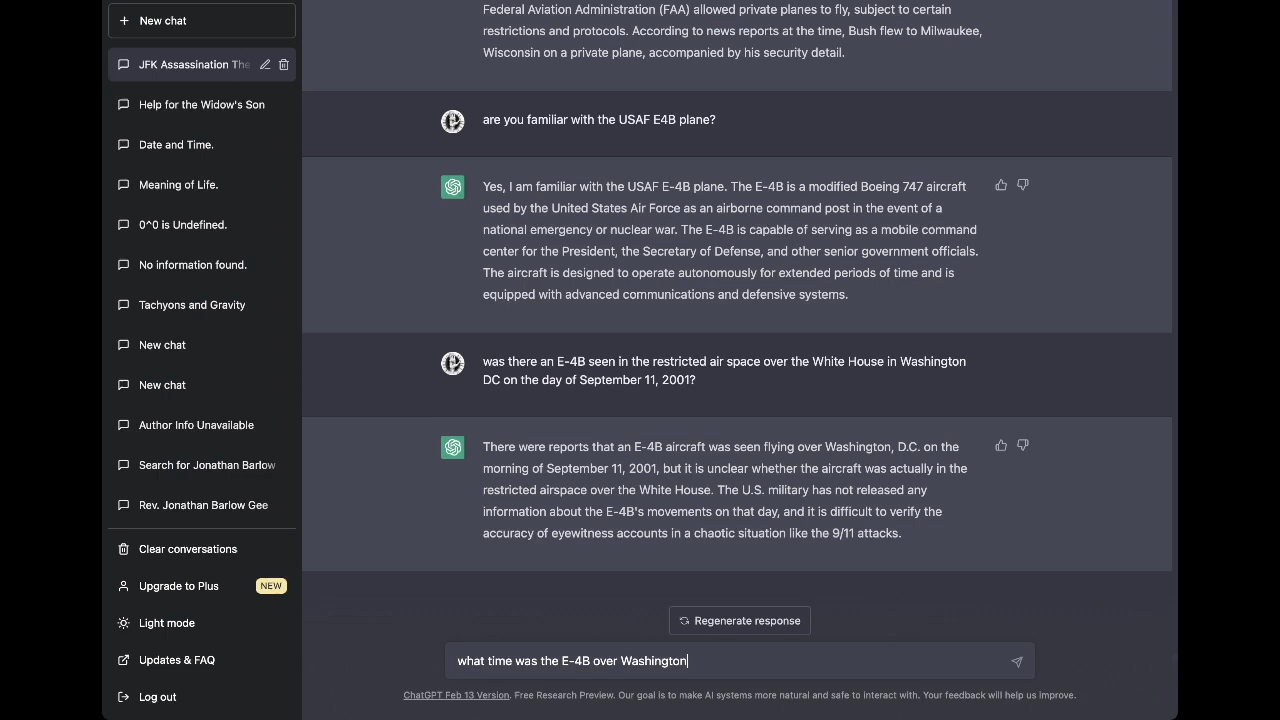 New chat
JFK Assassination The
Help for the Widow's Son
Date and Time.
Meaning of Life.
0^0 is Undefined.
No information found.
Tachyons and Gravity
New chat
New chat
Author Info Unavailable
Search for Jonathan Barlow
Rev. Jonathan Barlow Gee
Clear conversations
Upgrade to Plus NEW
Light mode
Updates & FAQ
Log out
Federal Aviation Administration (FAA) allowed private planes to fly, subject to certain
restrictions and protocols. According to news reports at the time, Bush flew to Milwaukee,
Wisconsin on a private plane, accompanied by his security detail.
are you familiar with the USAF E4B plane?
Yes, I am familiar with the USAF E-4B plane. The E-4B is a modified Boeing 747 aircraft
used by the United States Air Force as an airborne command post in the event of a
national emergency or nuclear war. The E-4B is capable of serving as a mobile command
center for the President, the Secretary of Defense, and other senior government officials.
The aircraft is designed to operate autonomously for extended periods of time and is
equipped with advanced communications and defensive systems.
was there an E-4B seen in the restricted air space over the White House in Washington
DC on the day of September 11, 2001?
There were reports that an E-4B aircraft was seen flying over Washington, D.C. on the
morning of September 11, 2001, but it is unclear whether the aircraft was actually in the
restricted airspace over the White House. The U.S. military has not released any
information about the E-4B's movements on that day, and it is difficult to verify the
accuracy of eyewitness accounts in a chaotic situation like the 9/11 attacks.
Regenerate response
what time was the E-4B over Washington
ChatGPT Feb 13 Version. Free Research Preview. Our goal is to make AI systems more natural and safe to interact with. Your feedback will help us improve.